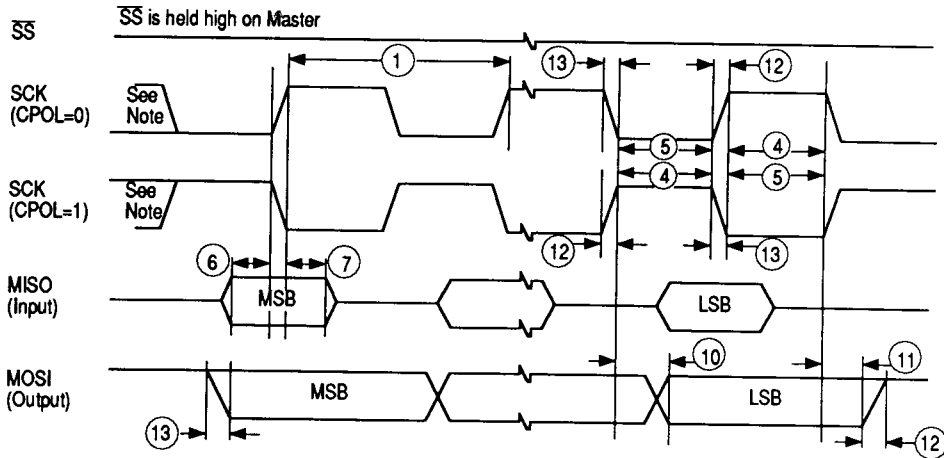 SS
SS is held high on Master
1
13
12
SCK
(CPOL=0)
See
Note
5
4
4
5
SCK
(CPOL=1)
See
Note
12
13
6
7
MISO
(Input)
MSB
LSB
10
11
MOSI
(Output)
MSB
LSB
13
12